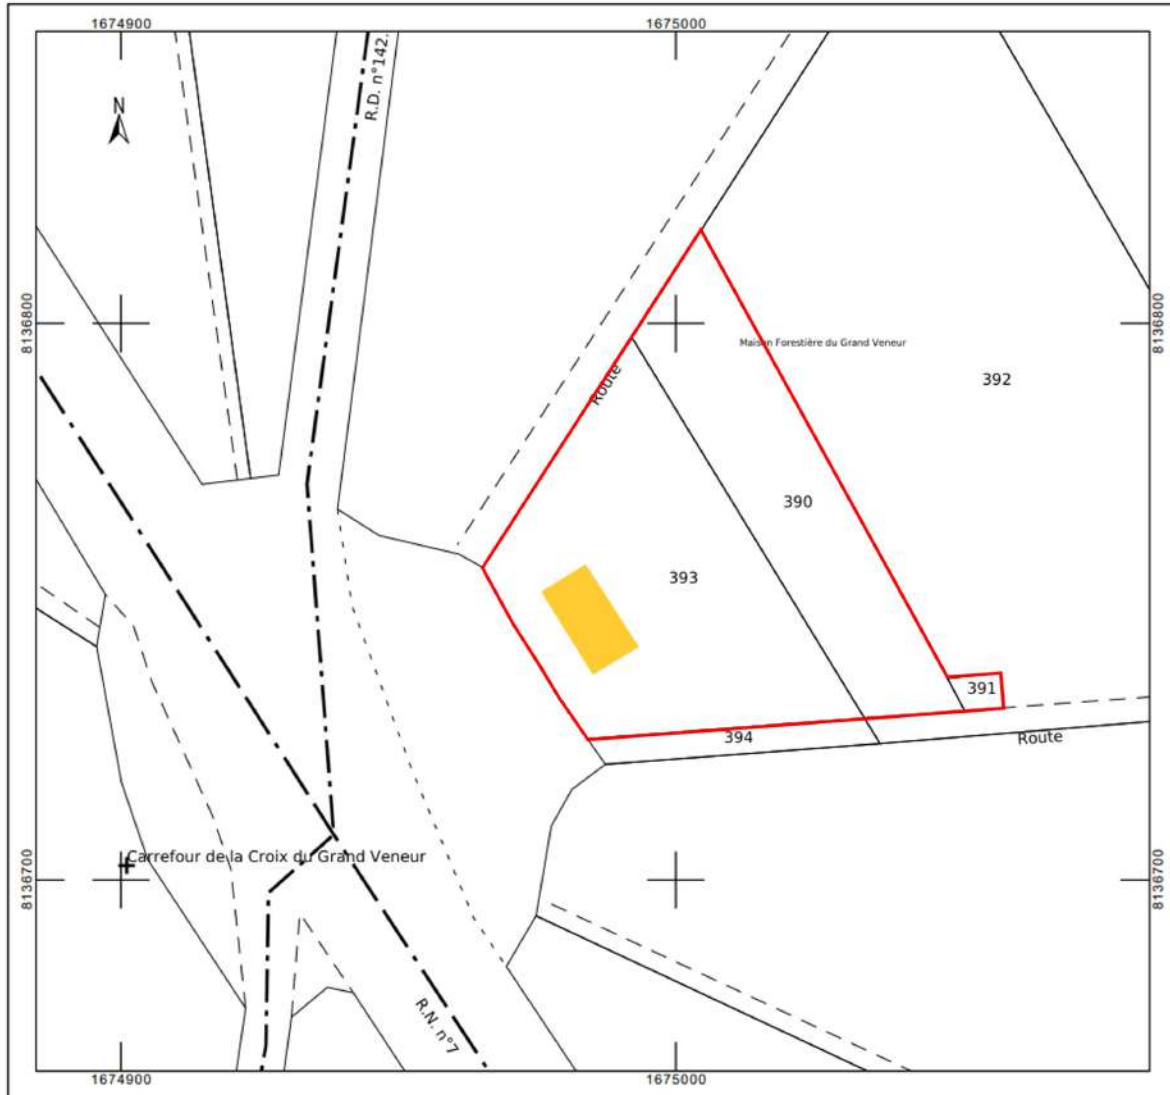 1674900
1675000
R.D. n°142.
N
8136800
8136800
Maison Forestière du Grand Veneur
392
Route
390
393
391
394
Route
Carrefour de la Croix du Grand Veneur
8136700
8136700
R.N. n°7
1674900
1675000